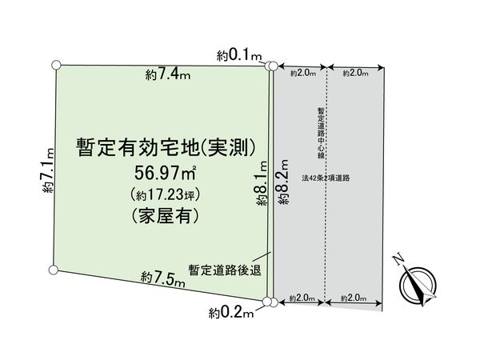 約0.1m
約7.4m
約2.0m
約2.0m
暫定有効宅地(実測)
56.97㎡
(約17.23坪)
(家屋有)
約7.1m
約8.1m
約8.2m
暫定道路中心線
法42条2項道路
暫定道路後退
約7.5m
約0.2m
約2.0m
約2.0m
N